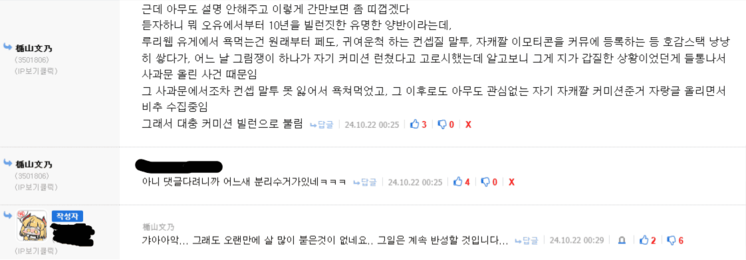 근데 아무도 설명 안해주고 이렇게 간만보면 좀 띠껍겠다
楯山文乃
(3501606)
(IP보기클릭)
듣자하니 뭐 오유에서부터 10년을 빌런짓한 유명한 양반이라는데,
루리웹 유게에서 욕먹는건 원래부터 페도, 귀여운척 하는 컨셉질 말투, 자캐짤 이모티콘을 커뮤에 등록하는 등 호감스택 낭낭
히 쌓다가, 어느 날 그림쟁이 하나가 자기 커미션 런쳤다고 고로시했는데 알고보니 그게 지가 갑질한 상황이었던게 들통나서
사과문 올린 사건 때문임
그 사과문에서조차 컨셉 말투 못 잃어서 욕쳐먹었고, 그 이후로도 아무도 관심없는 자기 자캐짤 커미션준거 자랑글 올리면서
비추 수집중임
그래서 대충 커미션 빌런으로 불림 답글 | 24.10.22 00:25 | 3 0 X
楯山文乃
(3501606)
(IP보기클릭)
아니 댓글다려니까 어느새 분리수거가있네ㅋㅋㅋ 답글 | 24.10.22 00:25 | 4 0 X
작성자
楯山文乃
갸아아악... 그래도 오랜만에 살 많이 붙은것이 없네요.. 그일은 계속 반성할 것입니다... 답글 | 24.10.22 00:29 | 2 6